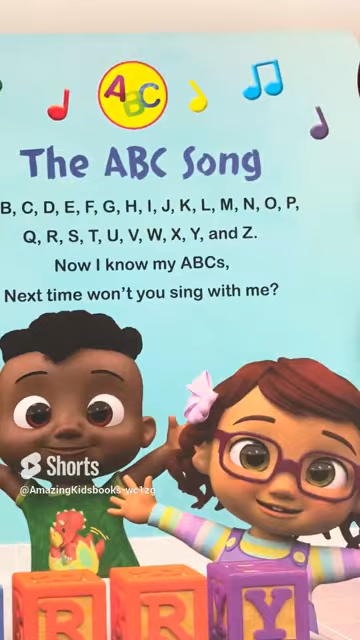 ABC
The ABC Song
B, C, D, E, F, G, H, I, J, K, L, M, N, O, P,
Q, R, S, T, U, V, W, X, Y, and Z.
Now I know my ABCs,
Next time won't you sing with me?
Shorts
@AmazingKidsbooks-wc1zg
R R Y